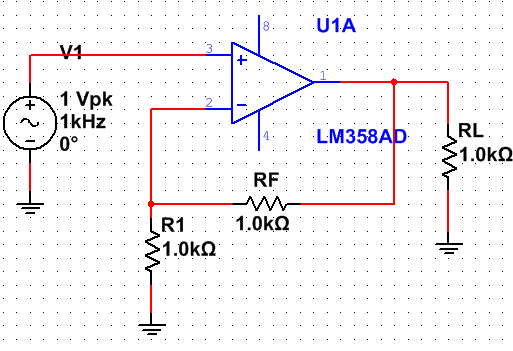 8
U1A
V1
3
1
2
1 Vpk
1kHz
0°
4
LM358AD
RL
1.0kΩ
RF
1.0kΩ
R1
1.0kΩ